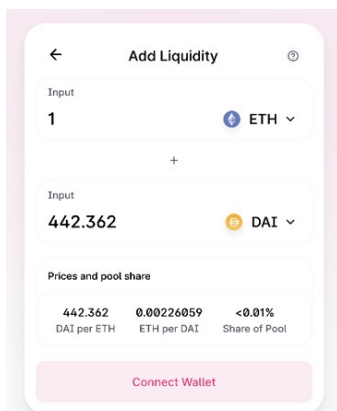 Add Liquidity
Input
1 ETH
+
Input
442.362 DAI
Prices and pool share
442.362 0.00226059 <0.01%
DAI per ETH ETH per DAI Share of Pool
Connect Wallet